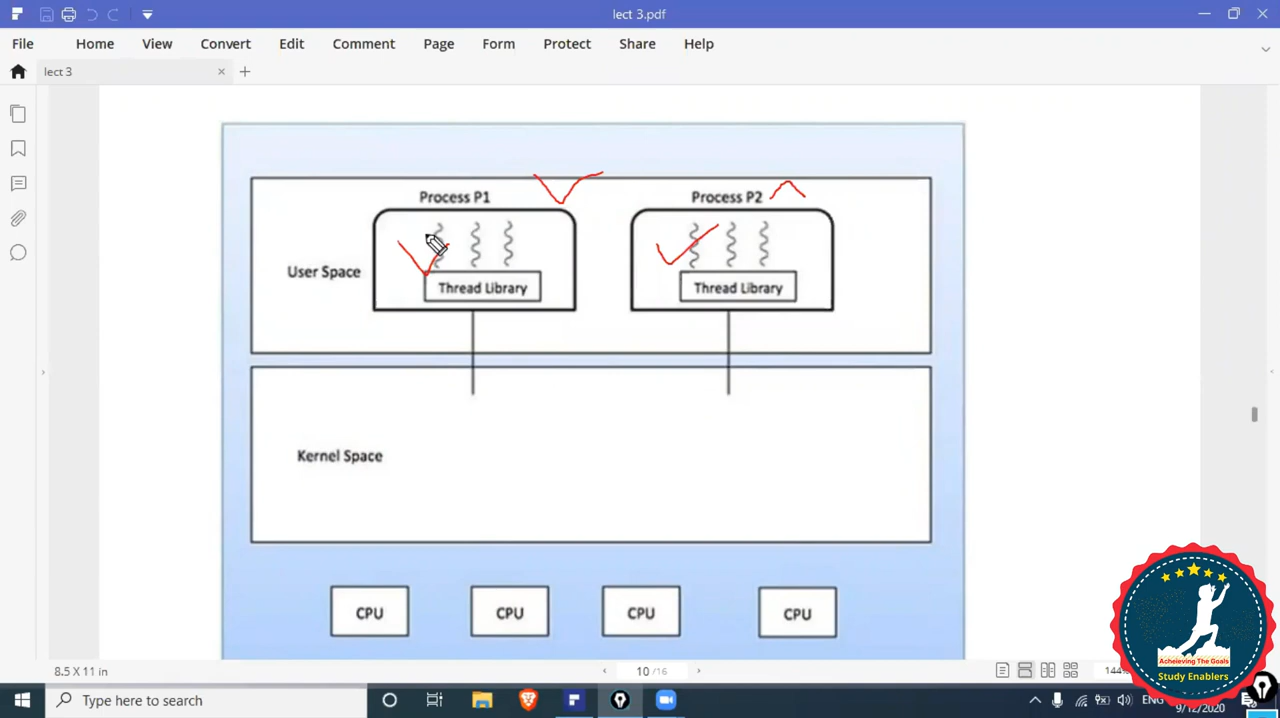 lect 3.pdf
File Home View Convert Edit Comment Page Form Protect Share Help
lect 3
Process P1 Process P2
User Space
Thread Library Thread Library
Kernel Space
CPU CPU CPU CPU
8.5 X 11 in 10 /16 144%
Acheieving The Goals
Study Enablers
Type here to search ENG
9/12/2020